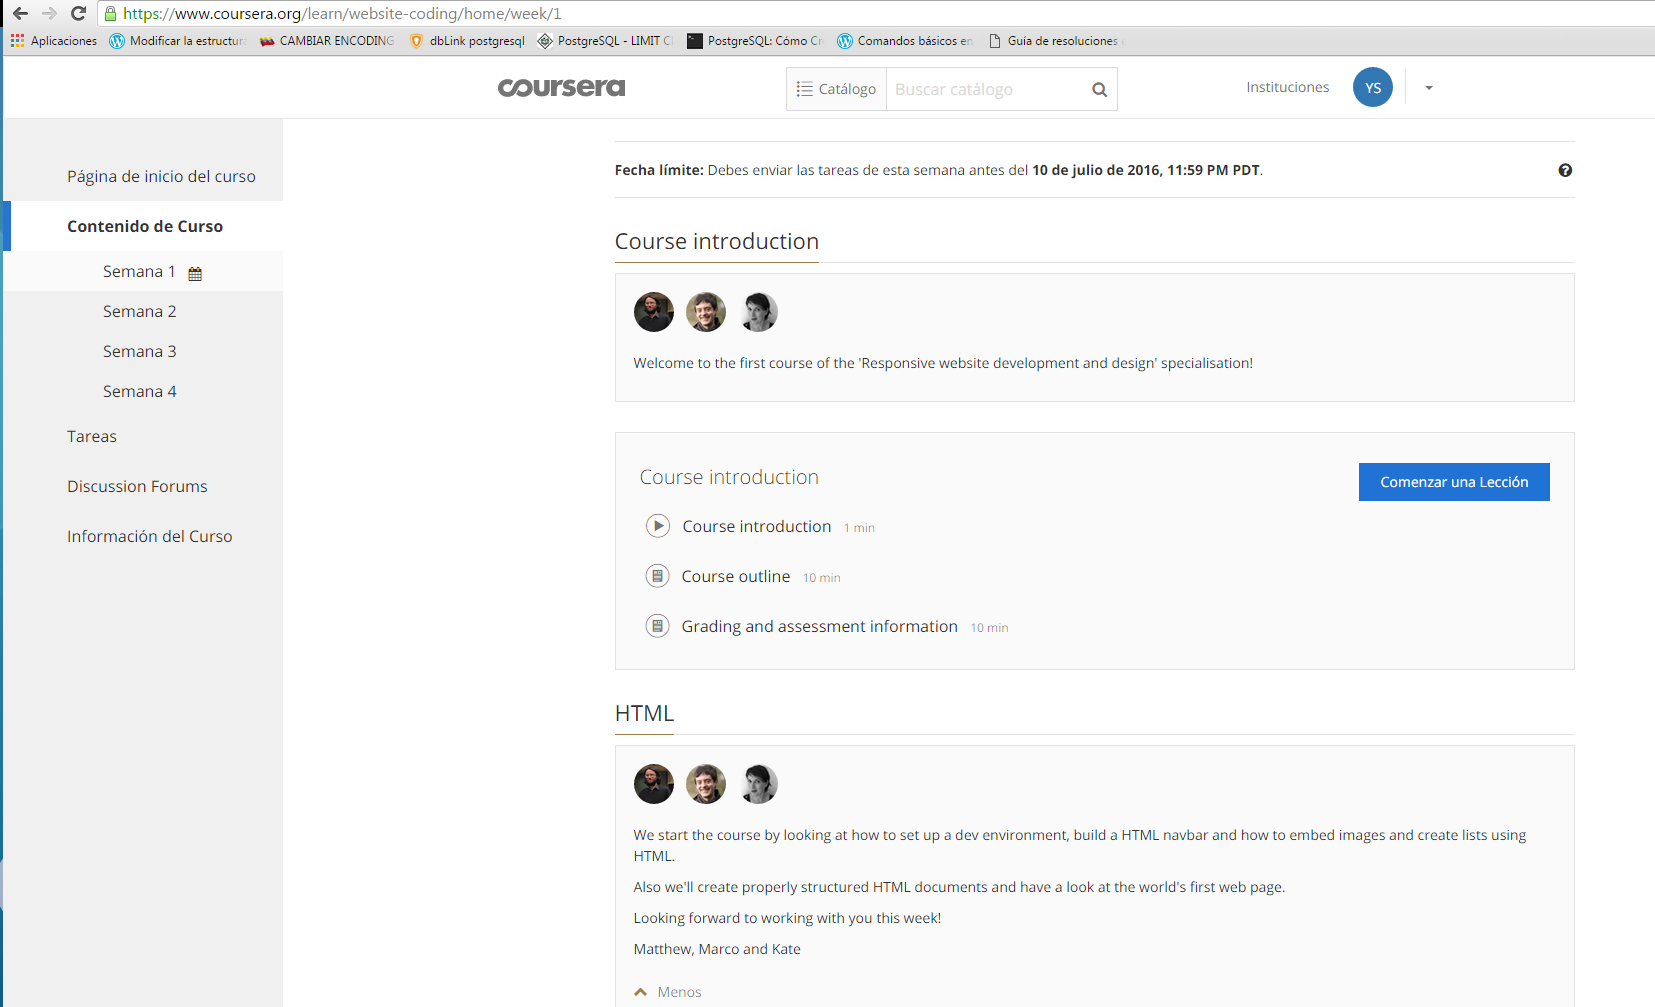 https://www.coursera.org/learn/website-coding/home/week/1
Aplicaciones Modificar la estructura CAMBIAR ENCODING dbLink postgresql PostgreSQL - LIMIT PostgreSQL: Cómo Comandos básicos en Guía de resoluciones
coursera
Catálogo
Buscar catálogo
Instituciones
YS
Página de inicio del curso
Contenido de Curso
Semana 1
Semana 2
Semana 3
Semana 4
Tareas
Discussion Forums
Información del Curso
Fecha límite: Debes enviar las tareas de esta semana antes del 10 de julio de 2016, 11:59 PM PDT.
Course introduction
Welcome to the first course of the 'Responsive website development and design' specialisation!
Course introduction
Comenzar una Lección
Course introduction 1 min
Course outline 10 min
Grading and assessment information 10 min
HTML
We start the course by looking at how to set up a dev environment, build a HTML navbar and how to embed images and create lists using
HTML.
Also we'll create properly structured HTML documents and have a look at the world's first web page.
Looking forward to working with you this week!
Matthew, Marco and Kate
Menos